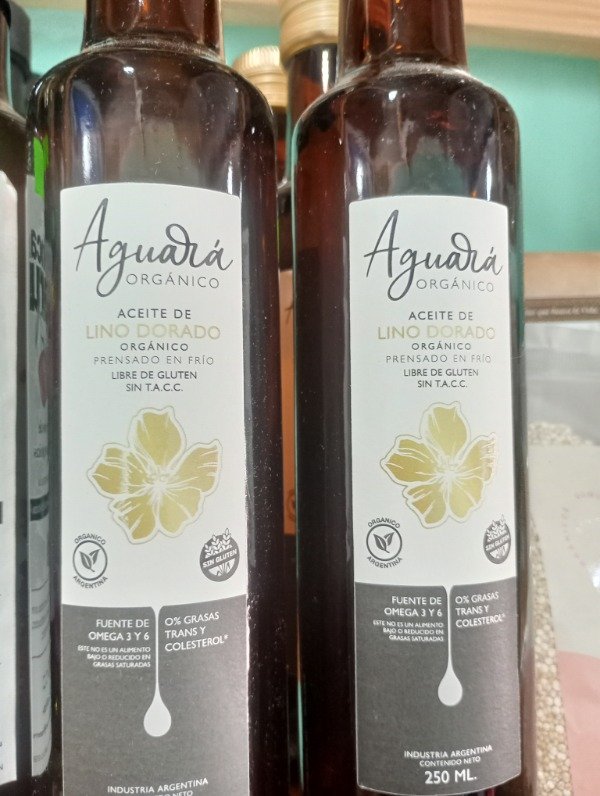 Aguará
ORGÁNICO
ACEITE DE
LINO DORADO
ORGÁNICO
PRENSADO EN FRÍO
LIBRE DE GLUTEN
SIN T.A.C.C.
ORGANICO
ARGENTINA
SIN GLUTEN
FUENTE DE
OMEGA 3 Y 6
ESTE NO ES UN ALIMENTO
BAJO O REDUCIDO EN
GRASAS SATURADAS
0% GRASAS
TRANS Y
COLESTEROL*
INDUSTRIA ARGENTINA
CONTENIDO NETO
Aguará
ORGÁNICO
ACEITE DE
LINO DORADO
ORGÁNICO
PRENSADO EN FRÍO
LIBRE DE GLUTEN
SIN T.A.C.C.
ORGANICO
ARGENTINA
SIN GLUTEN
FUENTE DE
OMEGA 3 Y 6
ESTE NO ES UN ALIMENTO
BAJO O REDUCIDO EN
GRASAS SATURADAS
0% GRASAS
TRANS Y
COLESTEROL*
INDUSTRIA ARGENTINA
CONTENIDO NETO
250 ML.